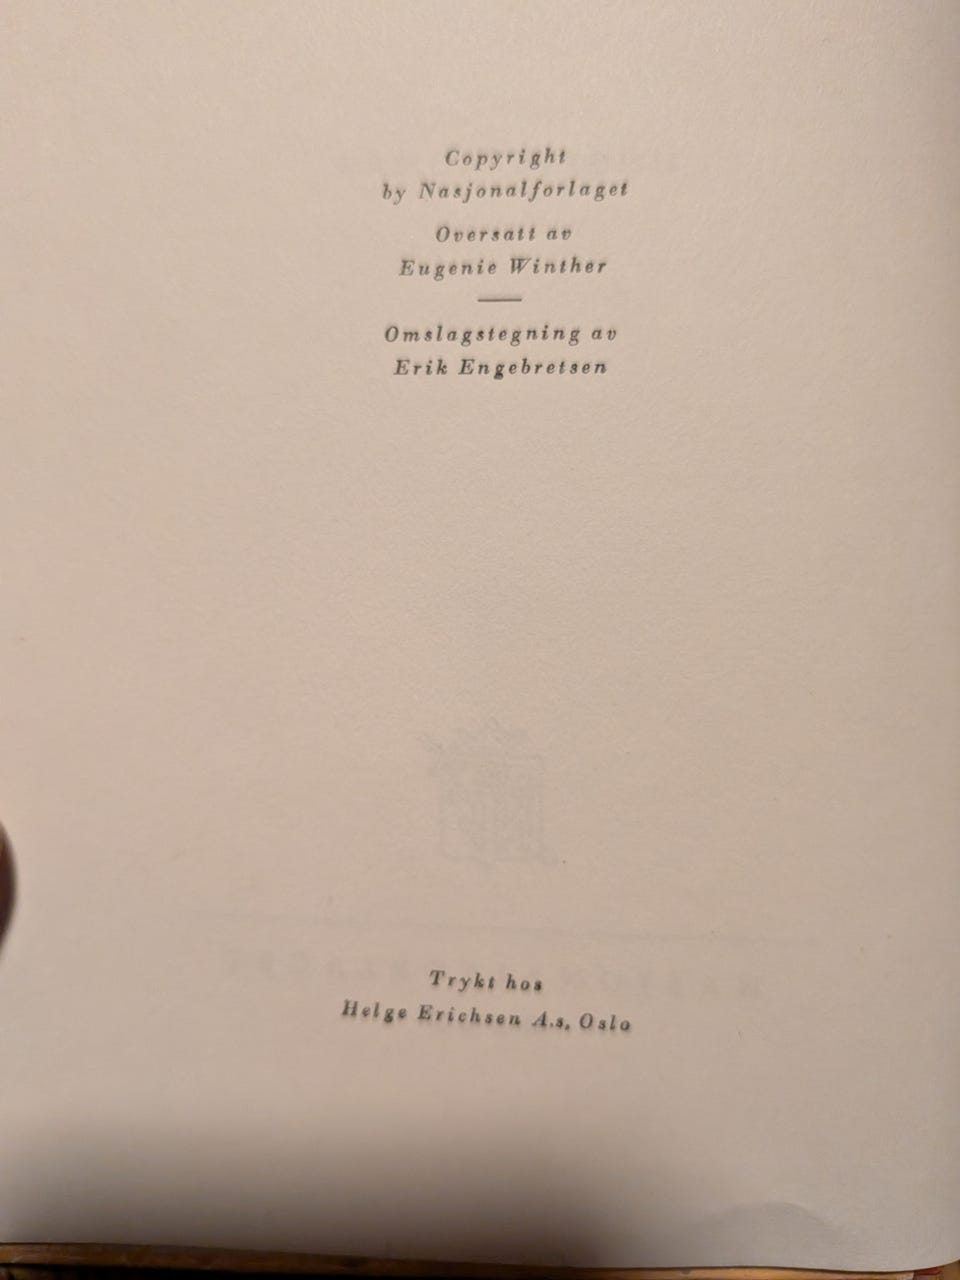 Copyright
by Nasjonalforlaget
Oversatt av
Eugenie Winther
Omslagstegning av
Erik Engebretsen
Trykt hos
Helge Erichsen A.s, Oslo